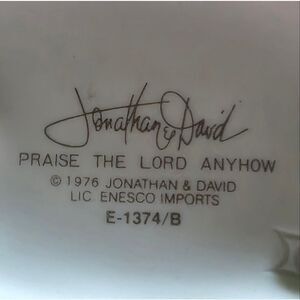 Jonathan & David
PRAISE THE LORD ANYHOW
© 1976 JONATHAN & DAVID
LIC ENESCO IMPORTS
E-1374/B